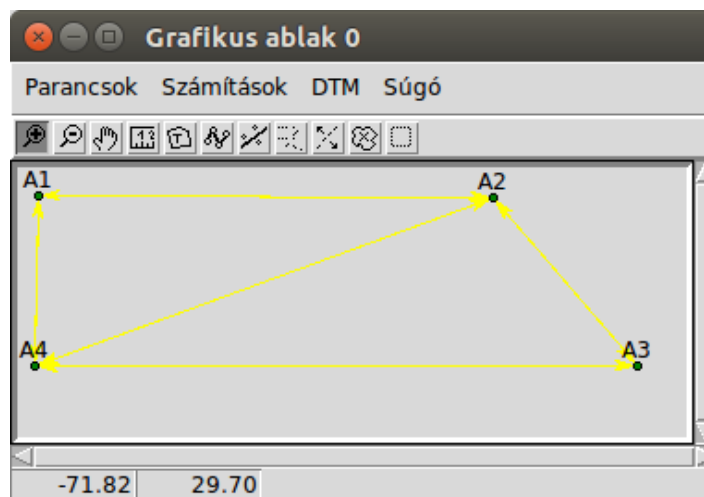 Grafikus ablak 0
Parancsok Számítások DTM Súgó
A1 A2
A4 A3
-71.82 29.70